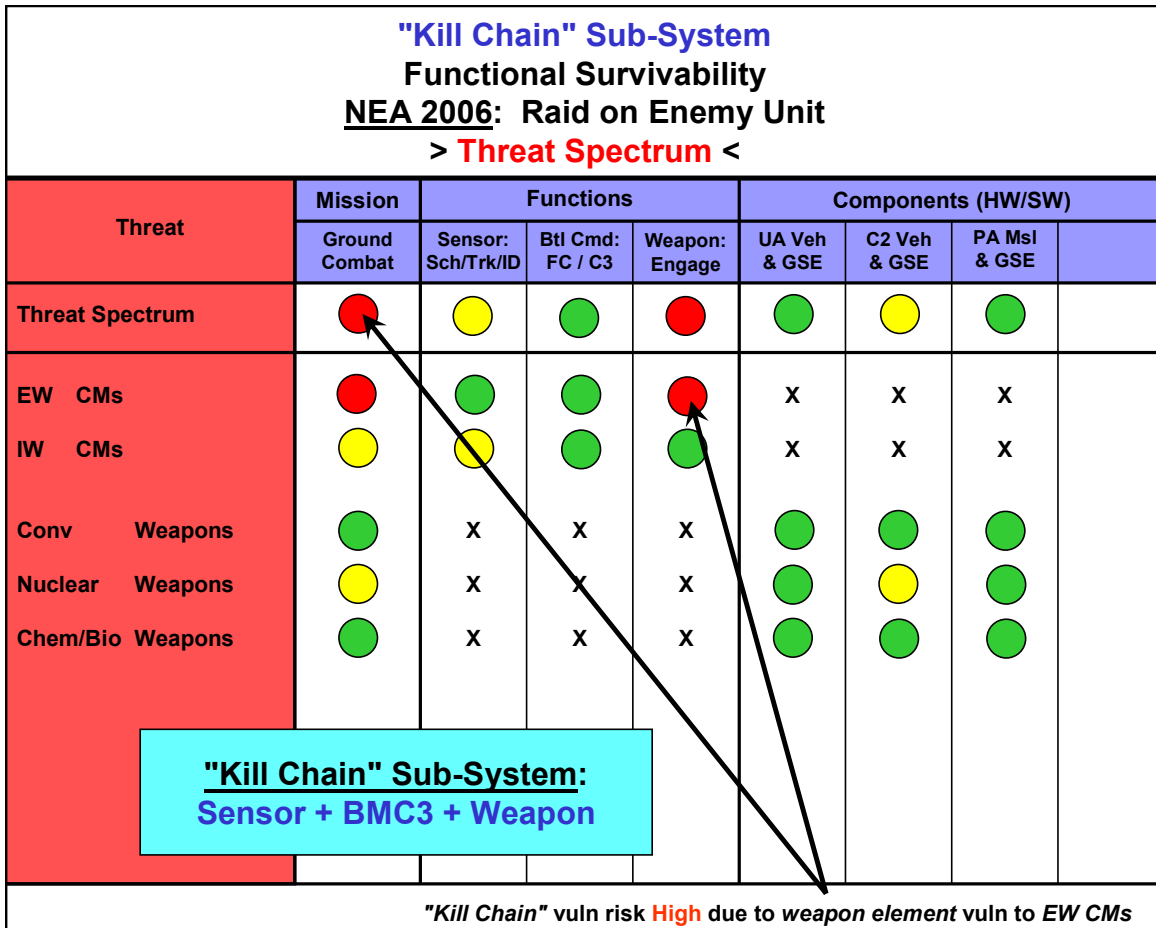 "Kill Chain" Sub-System
Functional Survivability
NEA 2006: Raid on Enemy Unit
> Threat Spectrum <
Threat
Mission
Functions
Components (HW/SW)
Ground
Combat
Sensor:
Sch/Trk/ID
Btl Cmd:
FC / C3
Weapon:
Engage
UA Veh
& GSE
C2 Veh
& GSE
PA Msl
& GSE
Threat Spectrum
EW CMs X X X
IW CMs X X X
Conv Weapons X X X
Nuclear Weapons X X X
Chem/Bio Weapons X X X
"Kill Chain" Sub-System:
Sensor + BMC3 + Weapon
"Kill Chain" vuln risk High due to weapon element vuln to EW CMs